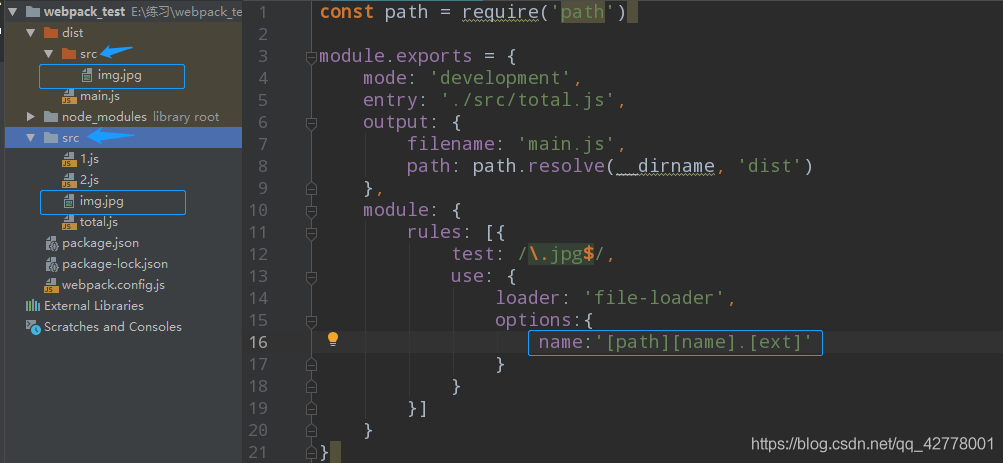 webpack_test E:\练习\webpack_te
dist
src
img.jpg
main.js
node_modules library root
src
1.js
2.js
img.jpg
total.js
package.json
package-lock.json
webpack.config.js
External Libraries
Scratches and Consoles
1 const path = require('path')
2
3 module.exports = {
4 mode: 'development',
5 entry: './src/total.js',
6 output: {
7 filename: 'main.js',
8 path: path.resolve(__dirname, 'dist')
9 },
10 module: {
11 rules: [{
12 test: /\.jpg$/,
13 use: {
14 loader: 'file-loader',
15 options:{
16 name:'[path][name].[ext]'
17 }
18 }
19 }]
20 }
21 }
https://blog.csdn.net/qq_42778001